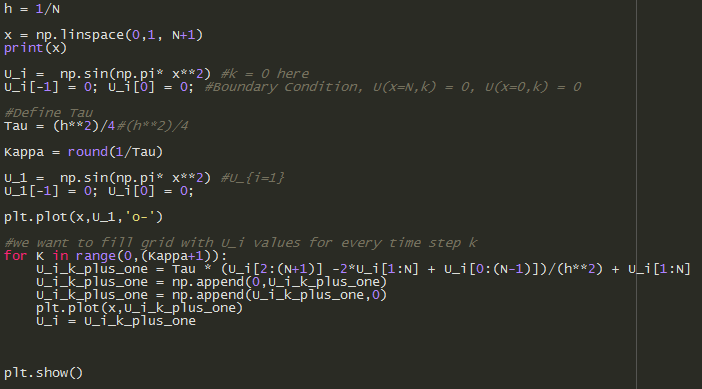 h = 1/N
x = np.linspace(0,1, N+1)
print(x)
U_i =  np.sin(np.pi* x**2) #k = 0 here
U_i[-1] = 0; U_i[0] = 0; #Boundary Condition, U(x=N,k) = 0, U(x=0,k) = 0
#Define Tau
Tau = (h**2)/4#(h**2)/4
Kappa = round(1/Tau)
U_1 =  np.sin(np.pi* x**2) #U_{i=1}
U_1[-1] = 0; U_i[0] = 0;
plt.plot(x,U_1,'o-')
#we want to fill grid with U_i values for every time step k
for K in range(0,(Kappa+1)):
    U_i_k_plus_one = Tau * (U_i[2:(N+1)] -2*U_i[1:N] + U_i[0:(N-1)])/(h**2) + U_i[1:N]
    U_i_k_plus_one = np.append(0,U_i_k_plus_one)
    U_i_k_plus_one = np.append(U_i_k_plus_one,0)
    plt.plot(x,U_i_k_plus_one)
    U_i = U_i_k_plus_one
plt.show()